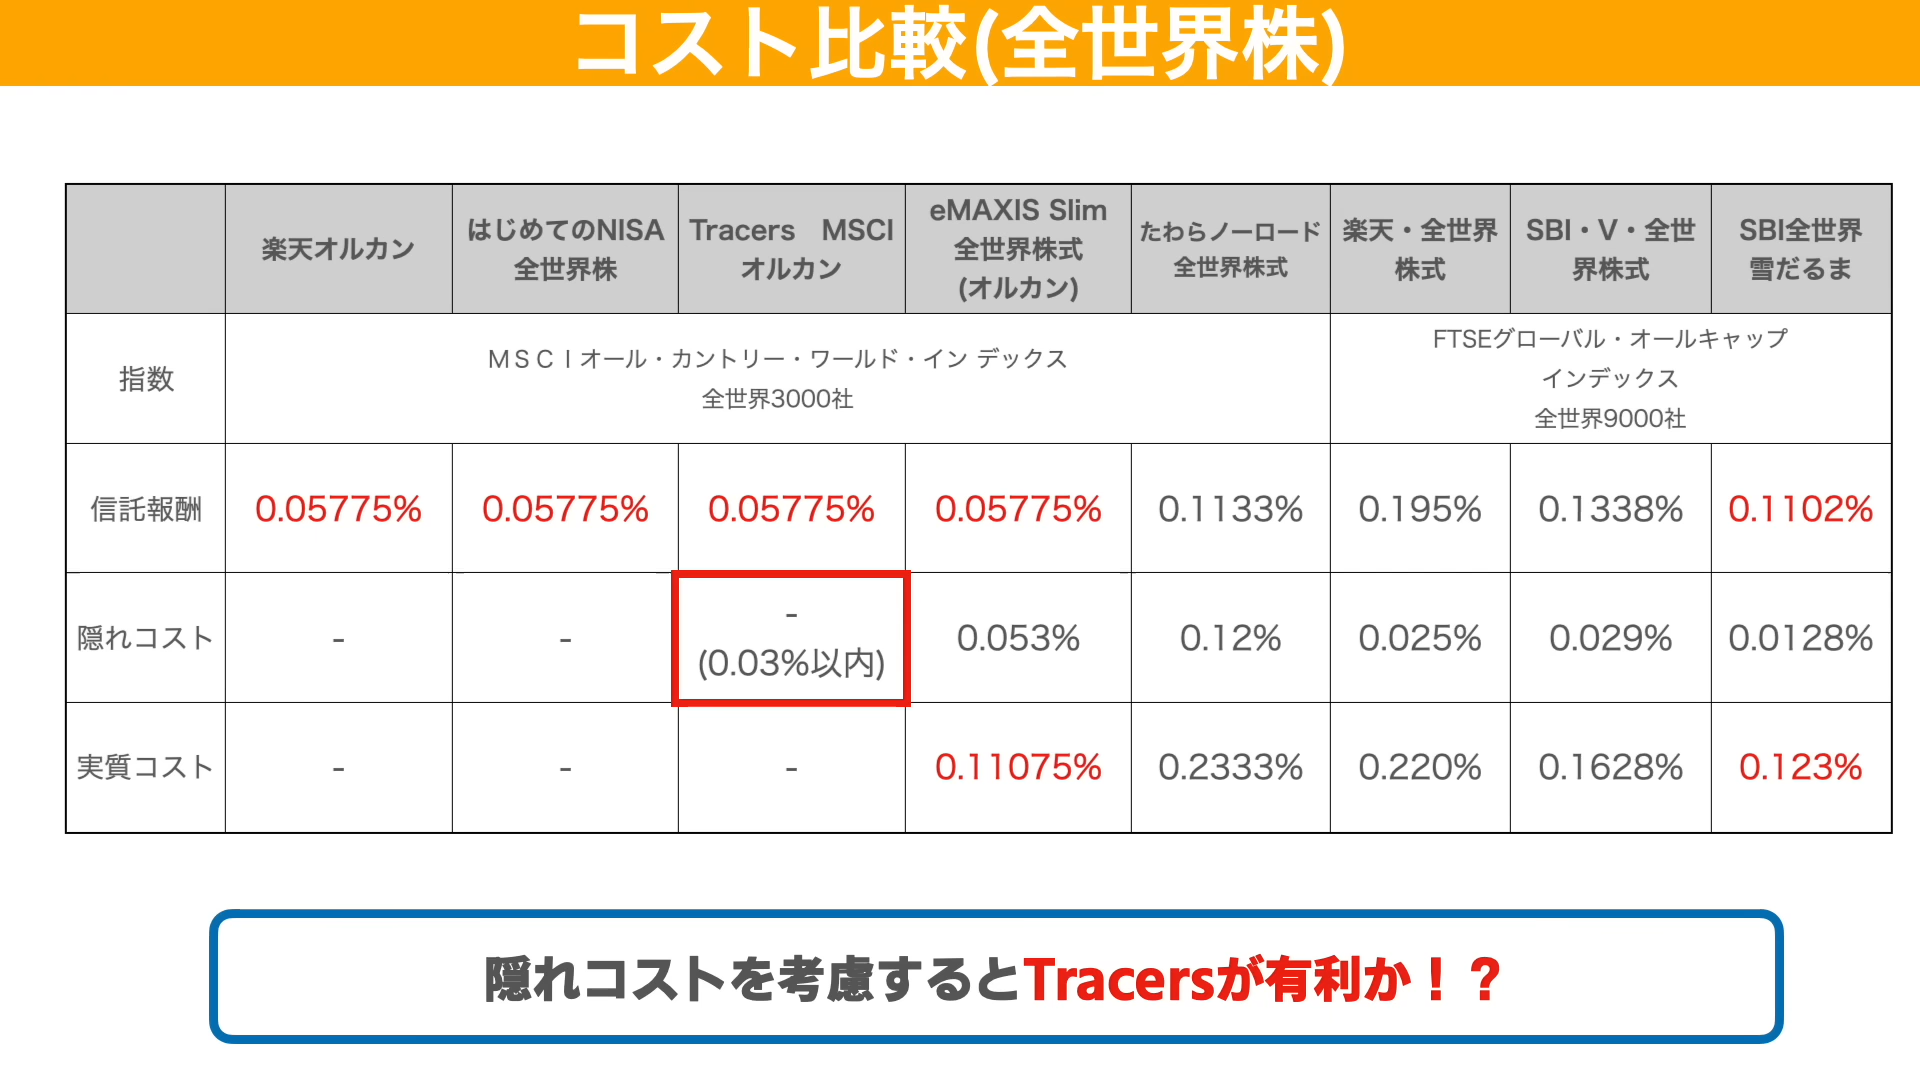 コスト比較(全世界株)
楽天オルカン
はじめてのNISA
全世界株
Tracers　MSCI
オルカン
eMAXIS Slim
全世界株式
(オルカン)
たわらノーロード
全世界株式
楽天・全世界
株式
SBI・V・全世
界株式
SBI全世界
雪だるま
指数
ＭＳＣＩオール・カントリー・ワールド・イン デックス
全世界3000社
FTSEグローバル・オールキャップ
インデックス
全世界9000社
信託報酬
0.05775%
0.05775%
0.05775%
0.05775%
0.1133%
0.195%
0.1338%
0.1102%
隠れコスト
-
-
-
(0.03%以内)
0.053%
0.12%
0.025%
0.029%
0.0128%
実質コスト
-
-
-
0.11075%
0.2333%
0.220%
0.1628%
0.123%
隠れコストを考慮するとTracersが有利か！？